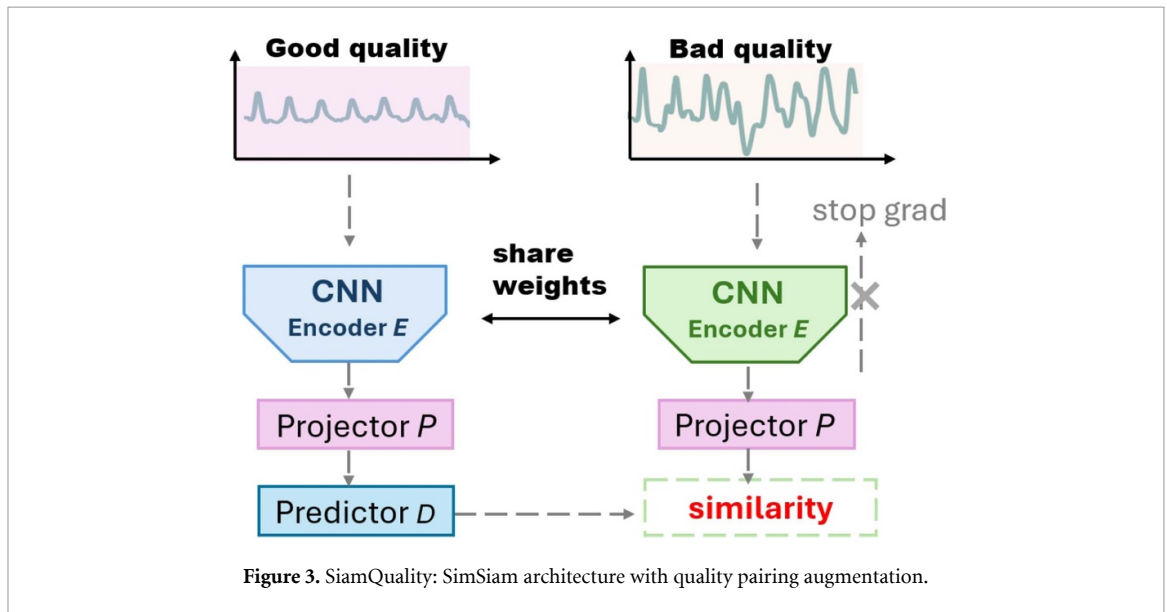 Good quality
Bad quality
stop grad
share
weights
CNN
Encoder E
CNN
Encoder E
Projector P
Projector P
Predictor D
similarity
Figure 3. SiamQuality: SimSiam architecture with quality pairing augmentation.